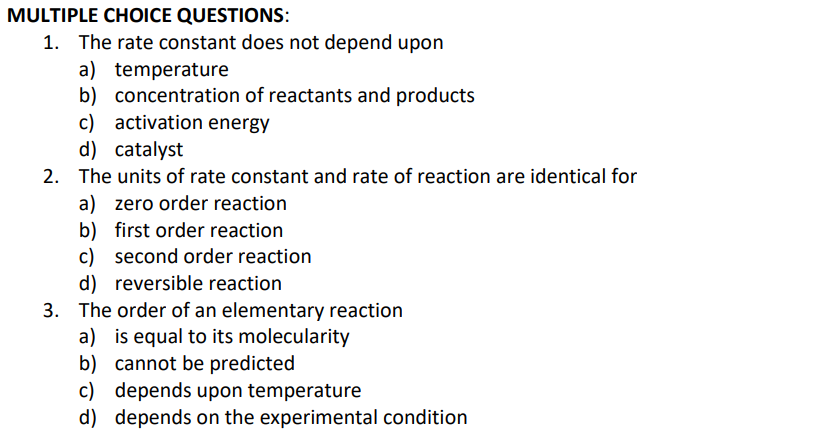 MULTIPLE CHOICE QUESTIONS:
1. The rate constant does not depend upon
a) temperature
b) concentration of reactants and products
c) activation energy
d) catalyst
2. The units of rate constant and rate of reaction are identical for
a) zero order reaction
b) first order reaction
c) second order reaction
d) reversible reaction
3. The order of an elementary reaction
a) is equal to its molecularity
b) cannot be predicted
c) depends upon temperature
d) depends on the experimental condition